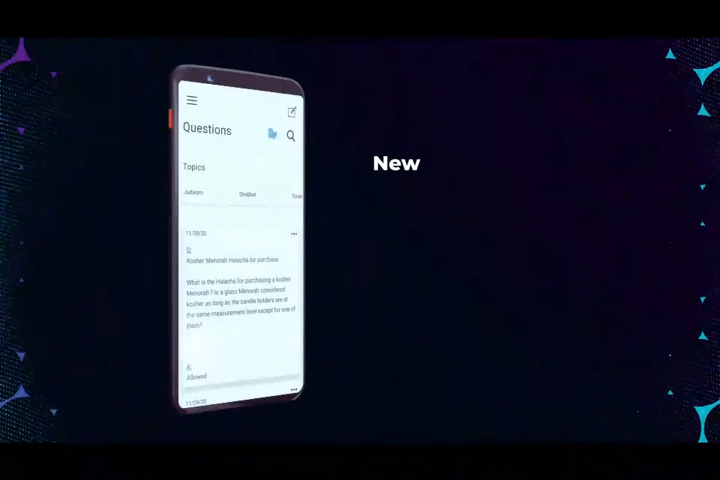 Questions
Topics
Judaism
Shabbat
11/29/20
Q.
Kosher Menorah Halacha for purchase
What is the Halacha for purchasing a kosher
Menorah? Is a glass Menorah considered
kosher as long as the candle holders are at
the same measurement level except for one of
them?
A.
Allowed
11/29/20
New